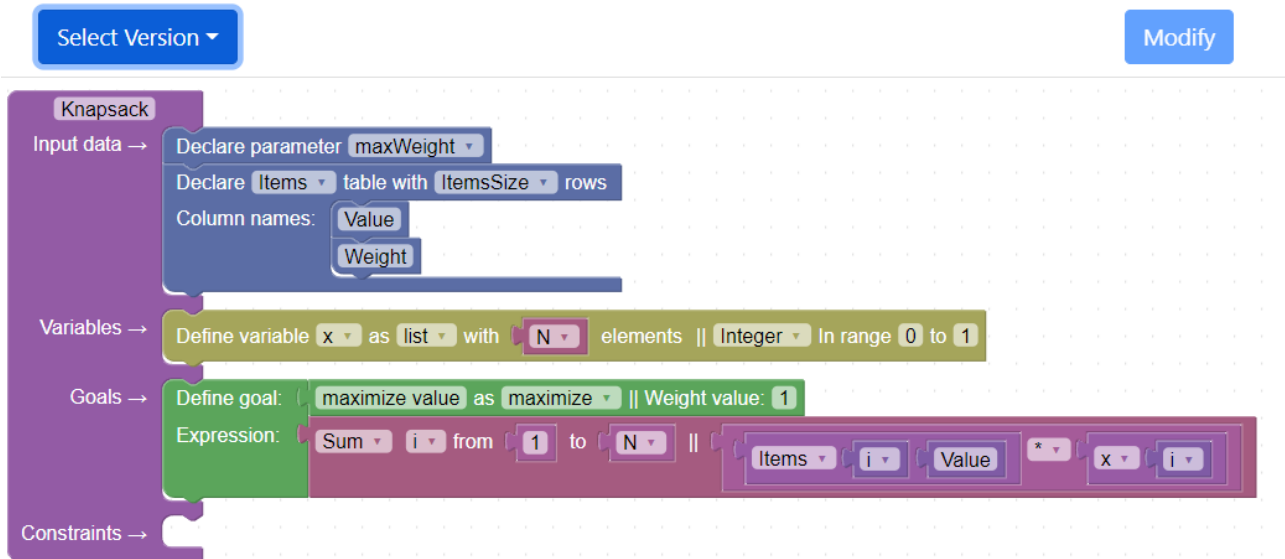 Select Version Modify
Knapsack
Input data → Declare parameter maxWeight
Declare Items table with ItemsSize rows
Column names: Value
Weight
Variables → Define variable x as list with N elements || Integer In range 0 to 1
Goals → Define goal: maximize value as maximize || Weight value: 1
Expression: Sum i from 1 to N || Items i Value * x i
Constraints →